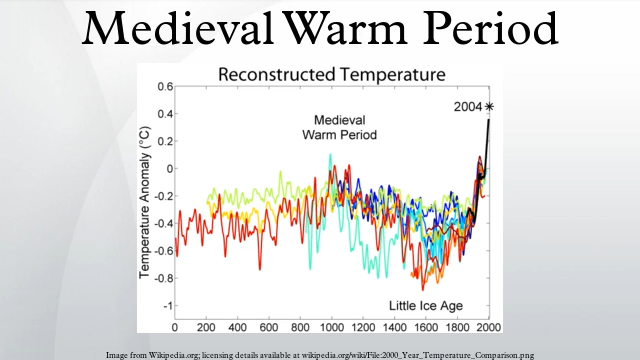 Medieval Warm Period
Reconstructed Temperature
0.6
2004 *
0.4
Medieval
Warm Period
0.2
0
-0.2
-0.4
-0.6
-0.8
-1
Temperature Anomaly (°C)
Little Ice Age
0 200 400 600 800 1000 1200 1400 1600 1800 2000
Image from Wikipedia.org; licensing details available at wikipedia.org/wiki/File:2000_Year_Temperature_Comparison.png